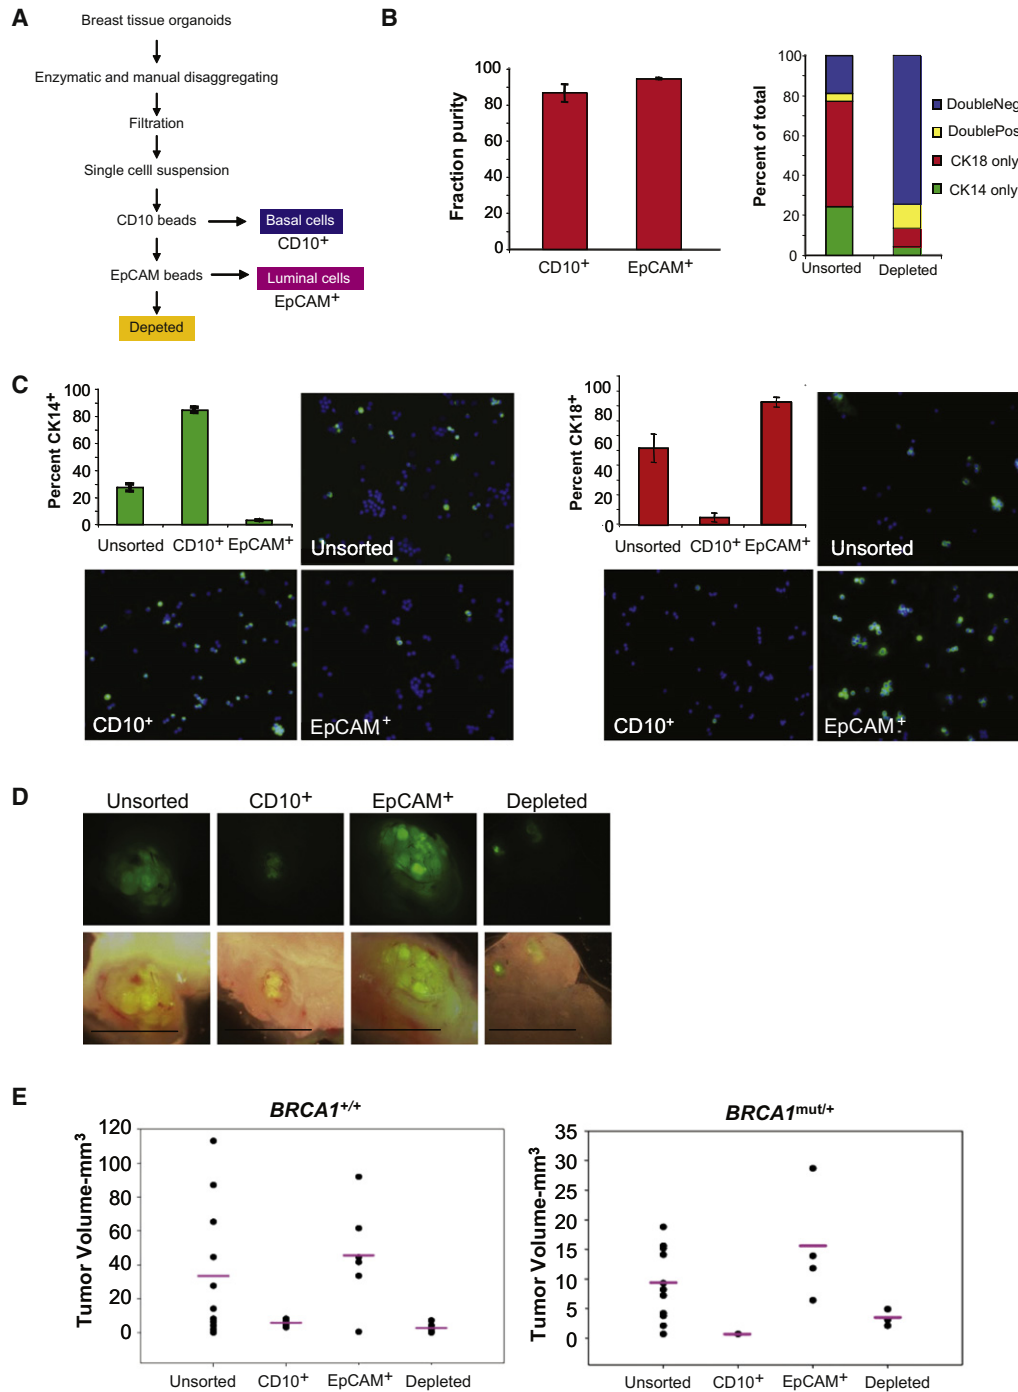 A
Breast tissue organoids
Enzymatic and manual disaggregating
Filtration
Single celll suspension
CD10 beads
Basal cells
CD10+
EpCAM beads
Luminal cells
EpCAM+
Depeted
B
Fraction purity
100
80
60
40
20
0
CD10+
EpCAM+
Percent of total
100
80
60
40
20
0
Unsorted
Depleted
DoubleNeg
DoublePos
CK18 only
CK14 only
C
Percent CK14+
100
80
60
40
20
0
Unsorted
CD10+
EpCAM+
Unsorted
CD10+
EpCAM+
Percent CK18+
100
80
60
40
20
0
Unsorted
CD10+
EpCAM+
Unsorted
CD10+
EpCAM+
D
Unsorted
CD10+
EpCAM+
Depleted
E
BRCA1+/+
Tumor Volume-mm3
120
100
80
60
40
20
0
Unsorted
CD10+
EpCAM+
Depleted
BRCA1mut/+
Tumor Volume-mm3
35
30
25
20
15
10
5
0
Unsorted
CD10+
EpCAM+
Depleted